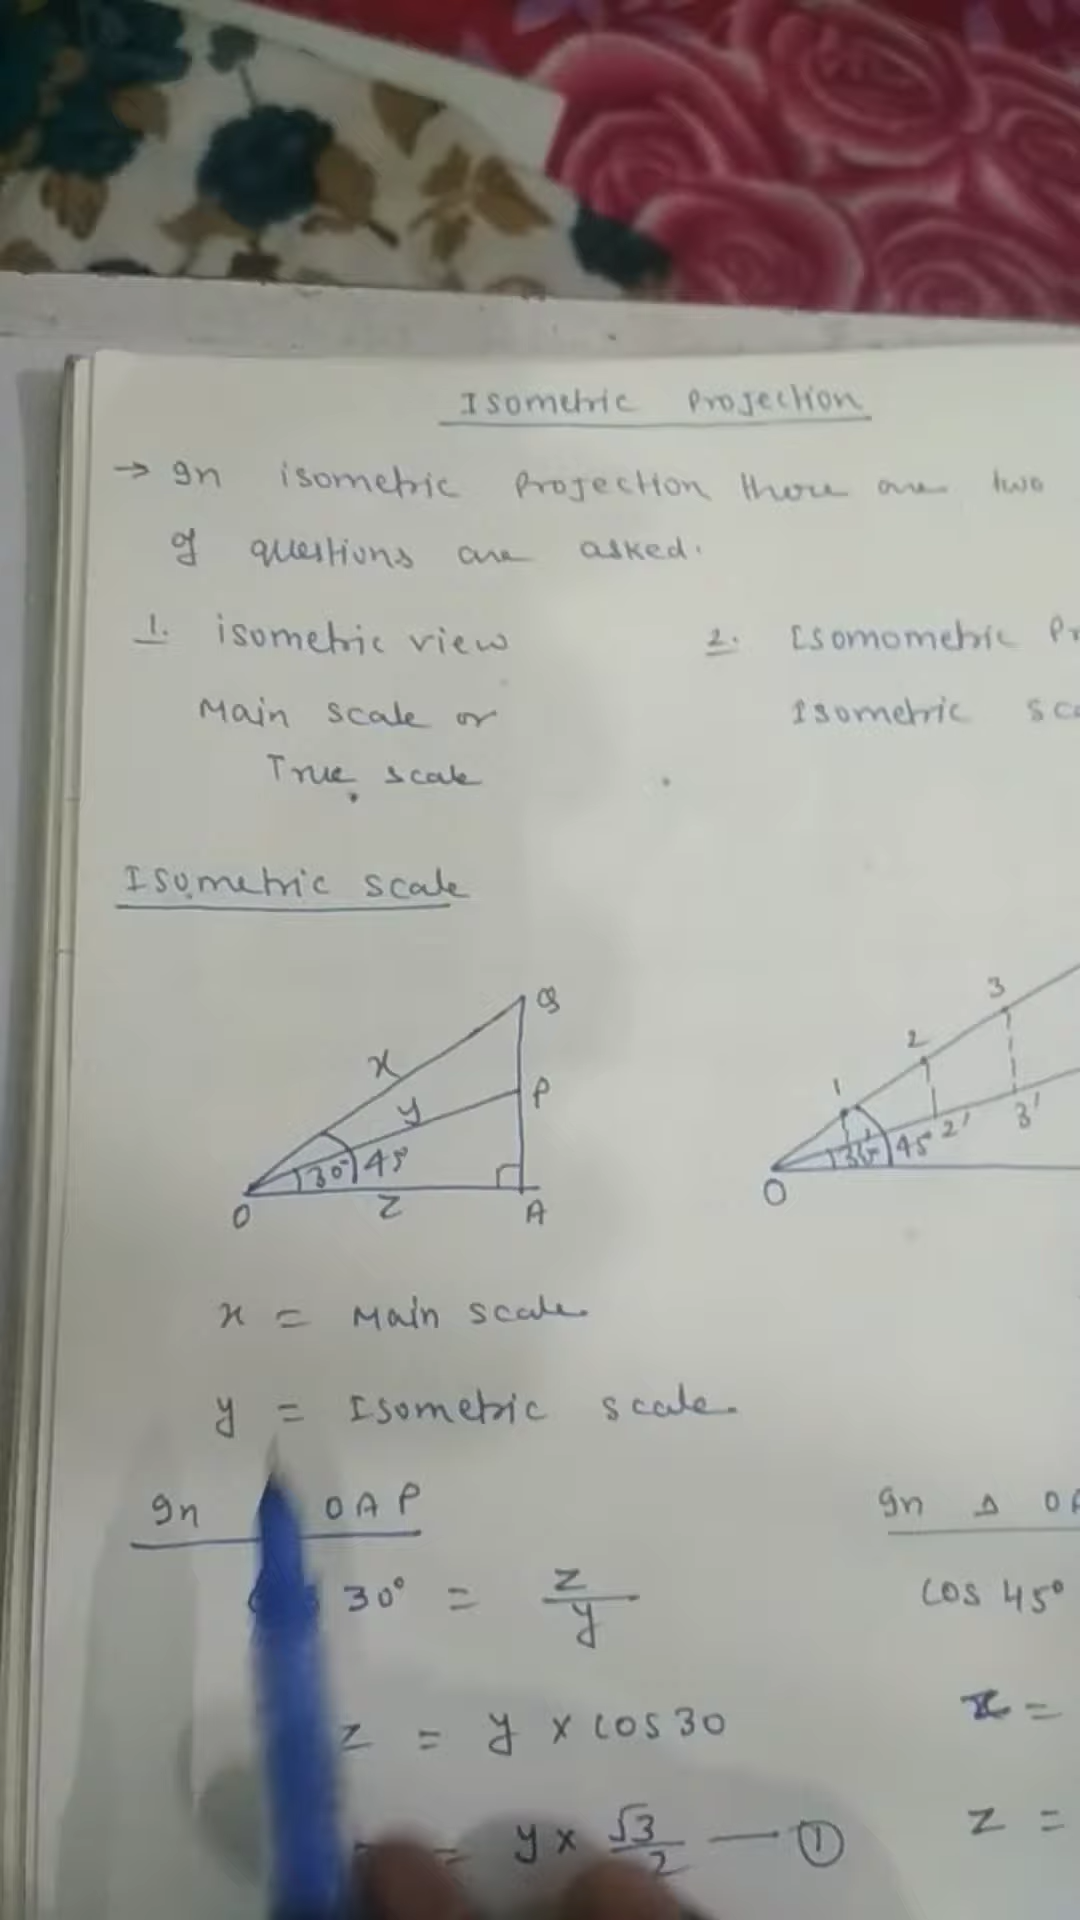 Isometric Projection
→ In isometric Projection there are two
of questions are asked.
1. isometric view
Main scale or
True scale
2. Isomometric
Isometric
Isometric scale
x
y
Q
P
30° 45°
O
Z
A
1
2
3
1'
2'
3'
45°
O
x = Main scale
y = Isometric scale.
In OAP
30° = z/y
z = y x cos 30
= y x √3/2 — ①
In Δ
cos 45°
x =
z =